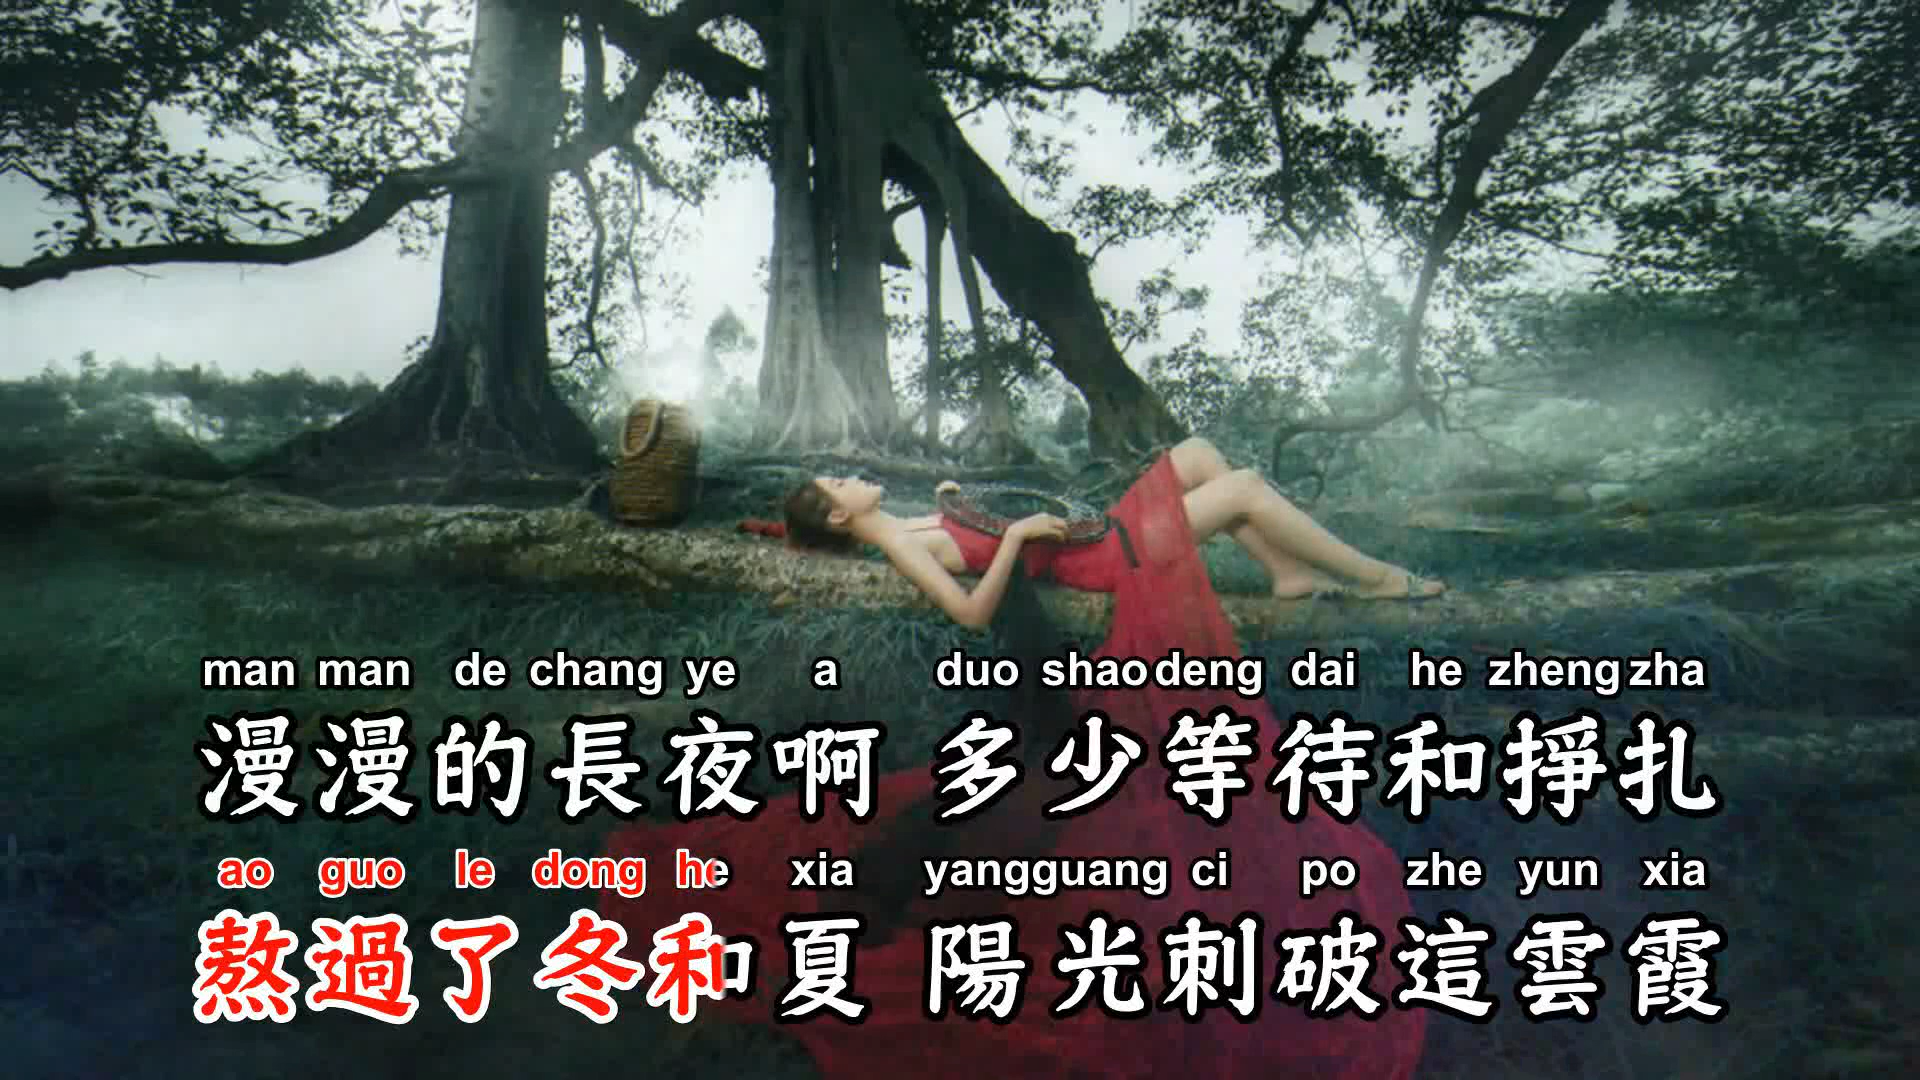 man man de chang ye a duo shao deng dai he zheng zha
漫漫的長夜啊 多少等待和掙扎
ao guo le dong he xia yangguang ci po zhe yun xia
熬過了冬和夏 陽光刺破這雲霞